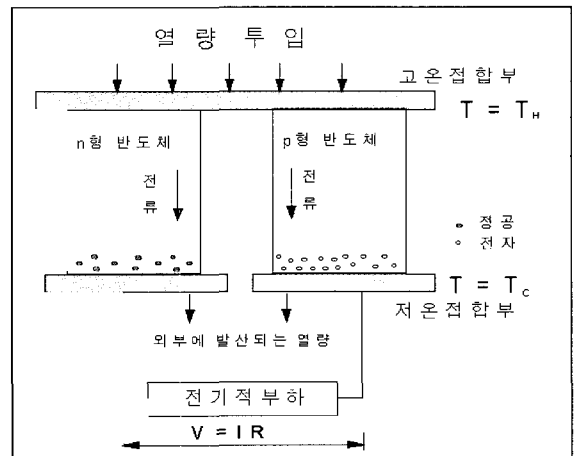 열량투입
고온접합부
T = T_H
n형 반도체
p형 반도체
전류
전류
정공
전자
T = T_C
저온접합부
외부에 발산되는 열량
전기적부하
V = I R